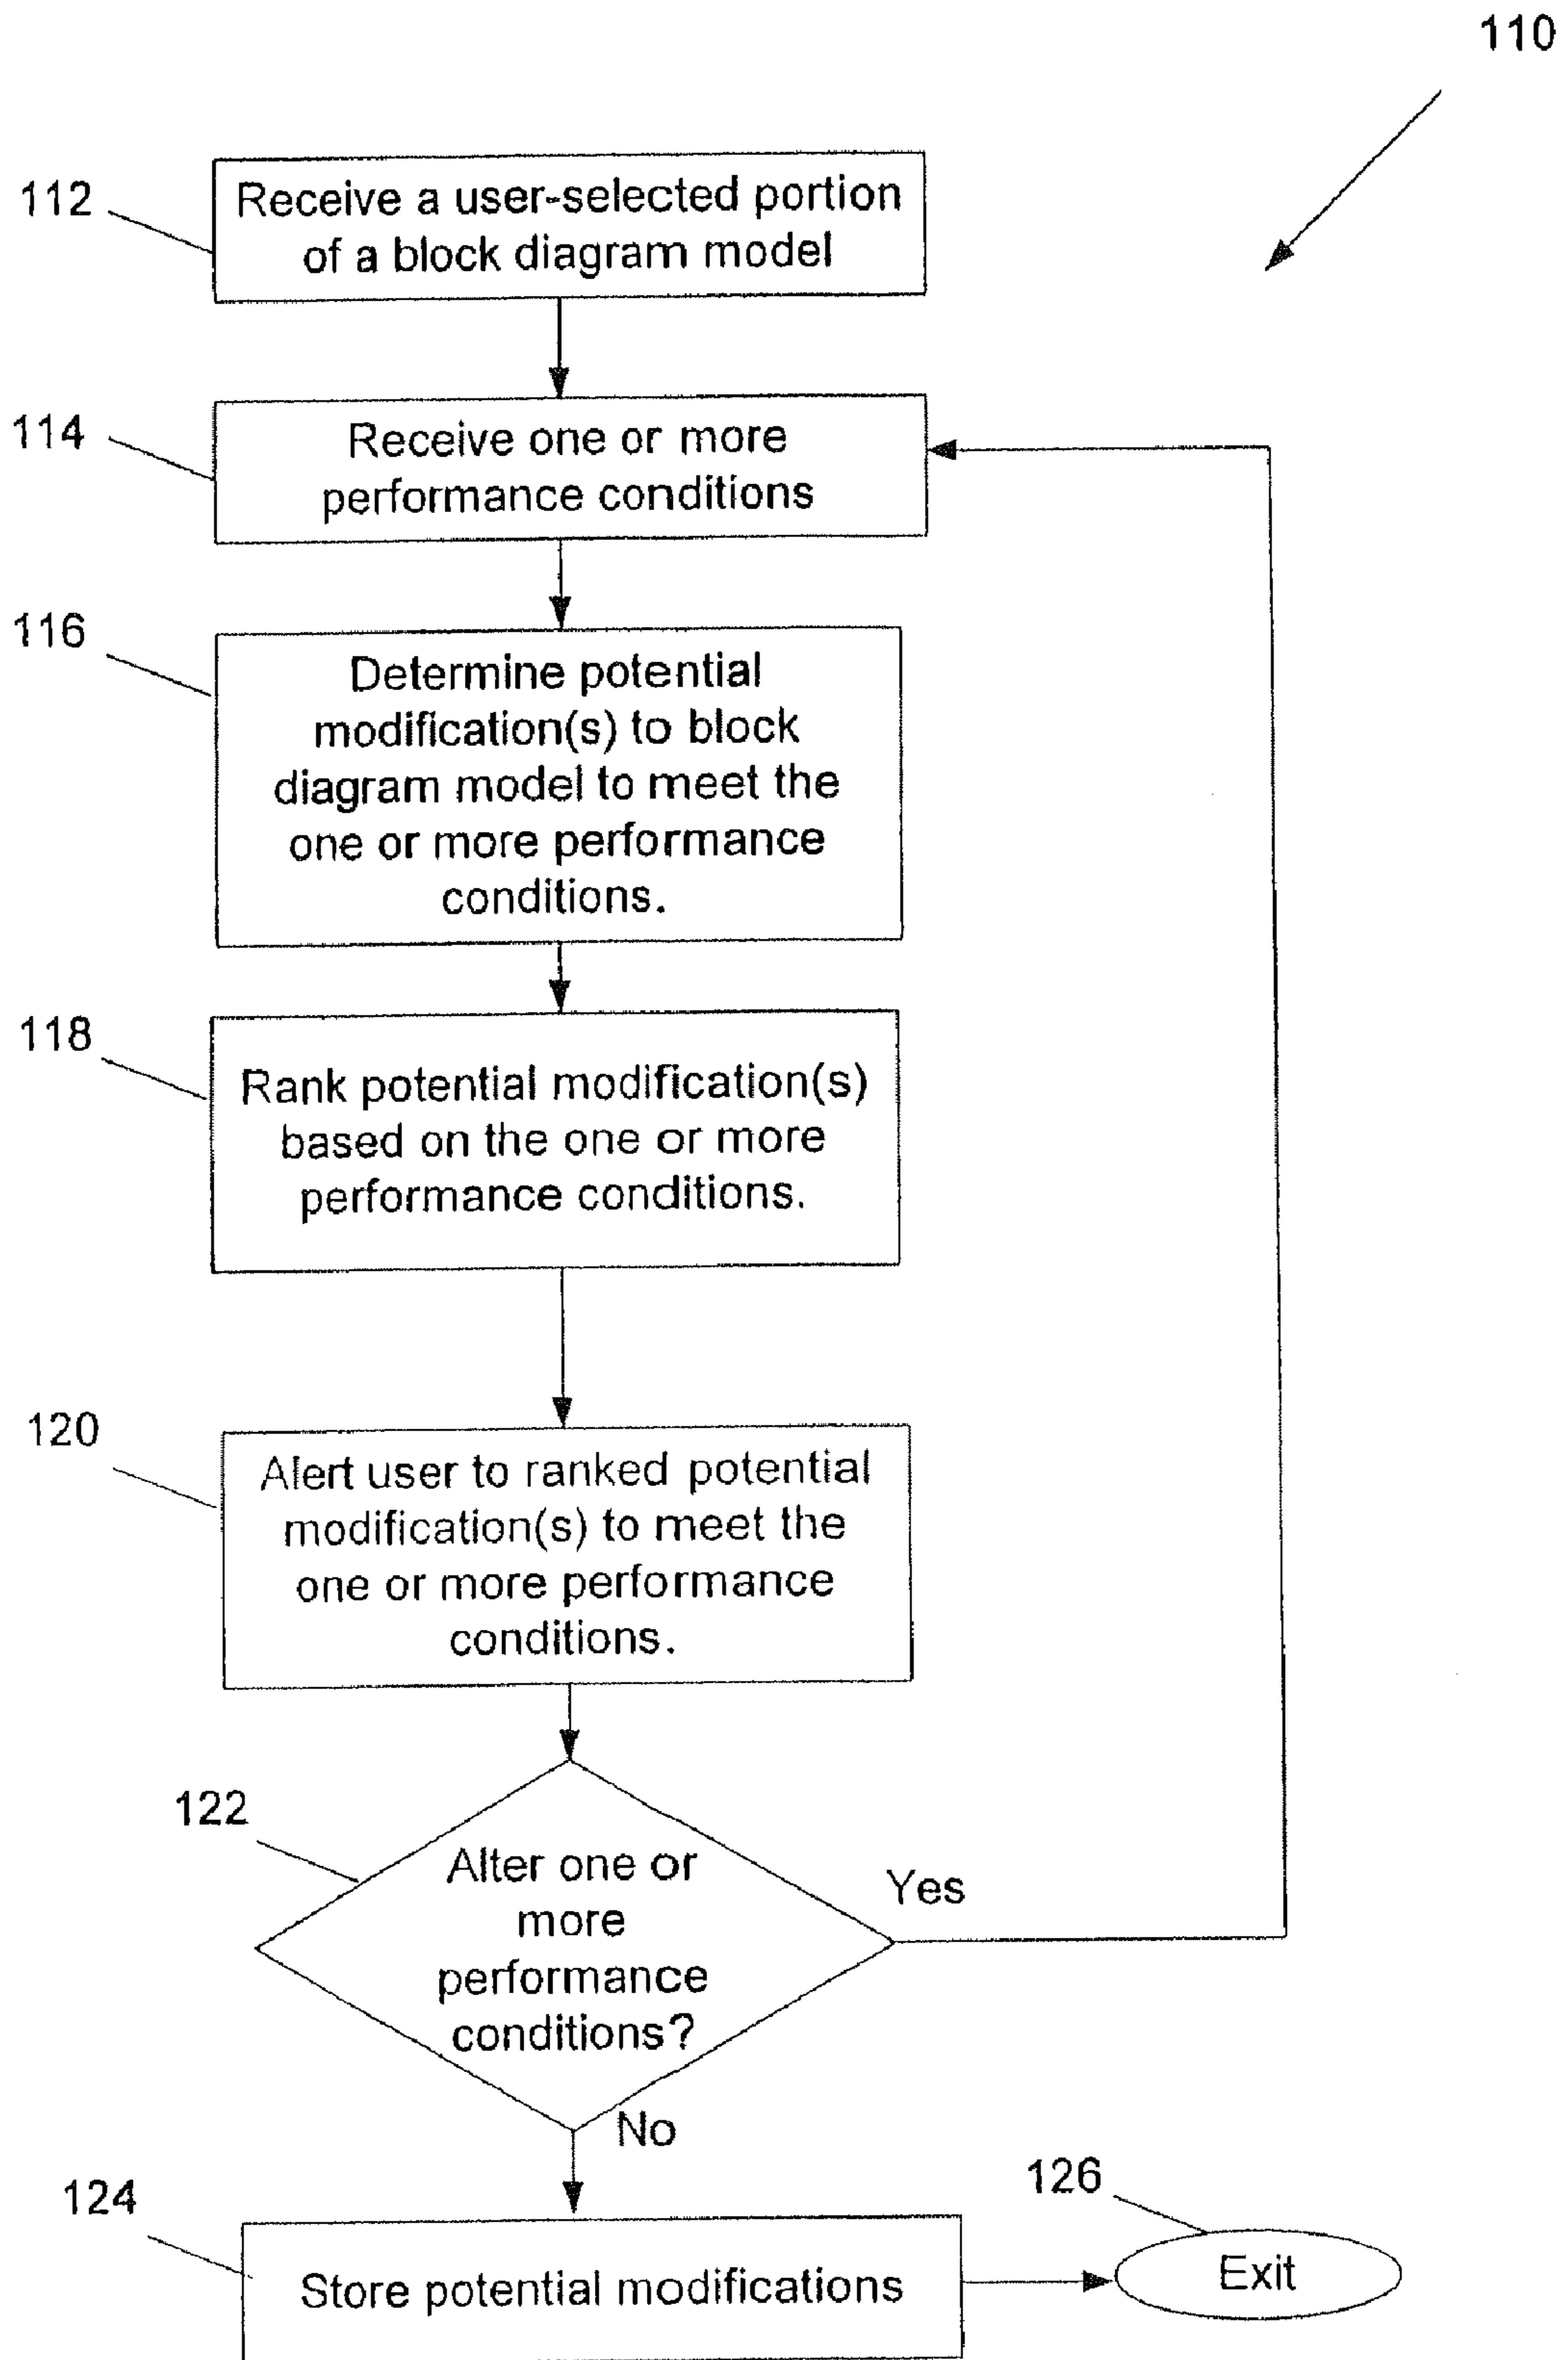 110
112
Receive a user-selected portion
of a block diagram model
114
Receive one or more
performance conditions
116
Determine potential
modification(s) to block
diagram model to meet the
one or more performance
conditions.
118
Rank potential modification(s)
based on the one or more
performance conditions.
120
Alert user to ranked potential
modification(s) to meet the
one or more performance
conditions.
122
Alter one or
more
performance
conditions?
Yes
No
124
Store potential modifications
126
Exit